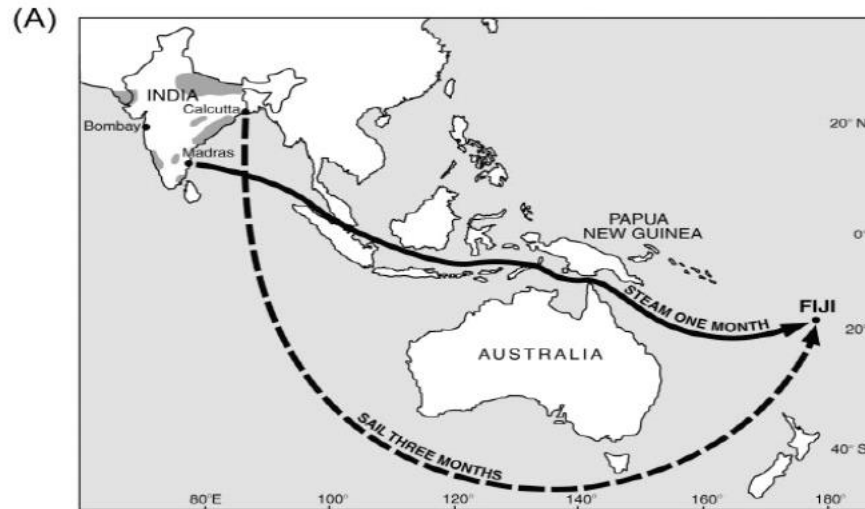 (A)
INDIA
Calcutta
Bombay
Madras
20° N
PAPUA
NEW GUINEA
0°
STEAM ONE MONTH
FIJI
20°
AUSTRALIA
SAIL THREE MONTHS
40° S
80°E
100°
120°
140°
160°
180°